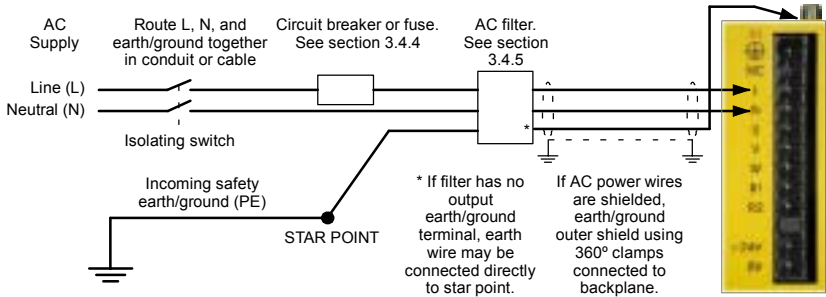 AC
Supply
Route L, N, and
earth/ground together
in conduit or cable
Circuit breaker or fuse.
See section 3.4.4
AC filter.
See section
3.4.5
Line (L)
Neutral (N)
Isolating switch
*
Incoming safety
earth/ground (PE)
STAR POINT
* If filter has no
output
earth/ground
terminal, earth
wire may be
connected directly
to star point.
If AC power wires
are shielded,
earth/ground
outer shield using
360º clamps
connected to
backplane.
L
N
U
V
W
R1
R2